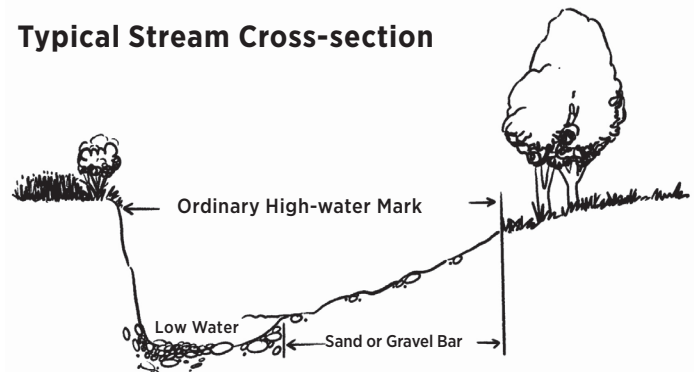 Typical Stream Cross-section
Ordinary High-water Mark
Low Water
Sand or Gravel Bar